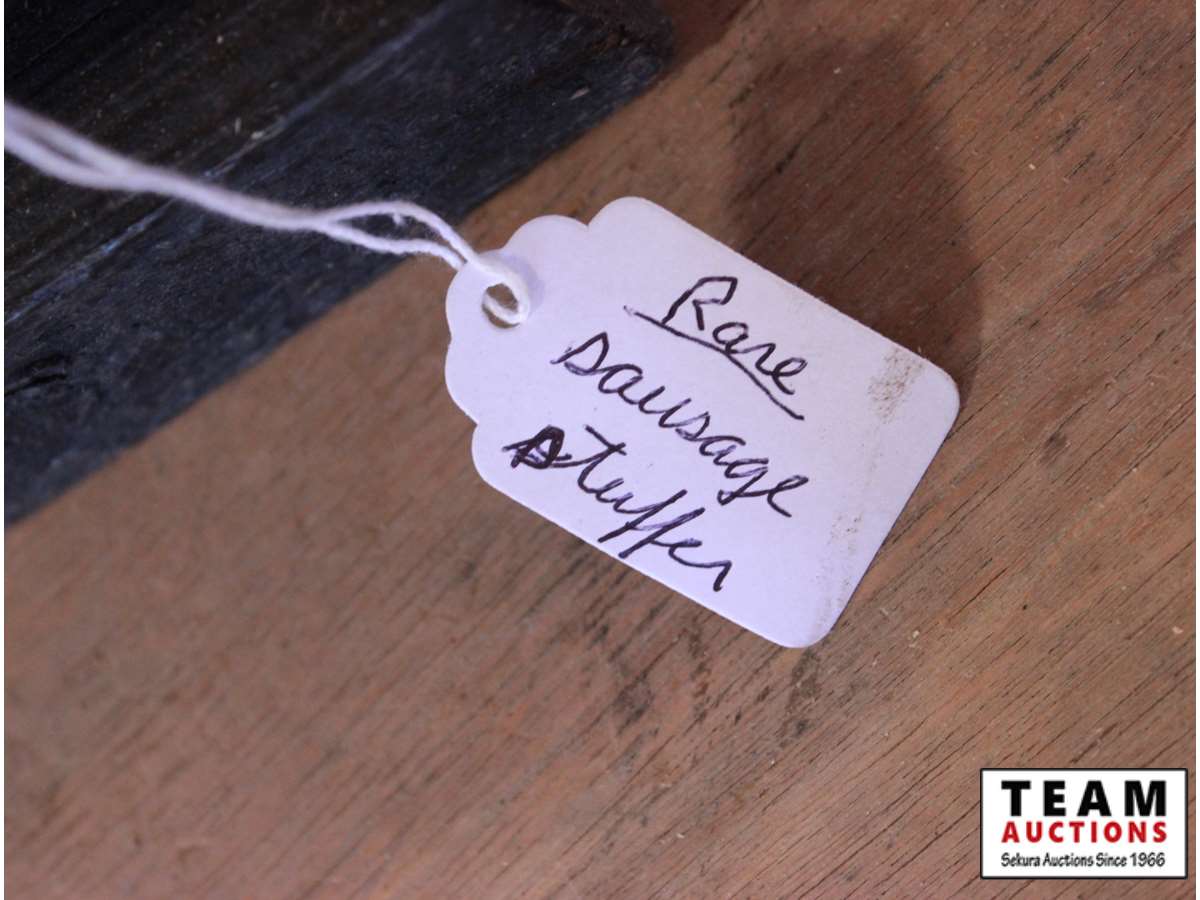 Rare
sausage
stuffer
TEAM
AUCTIONS
Sekura Auctions Since 1966